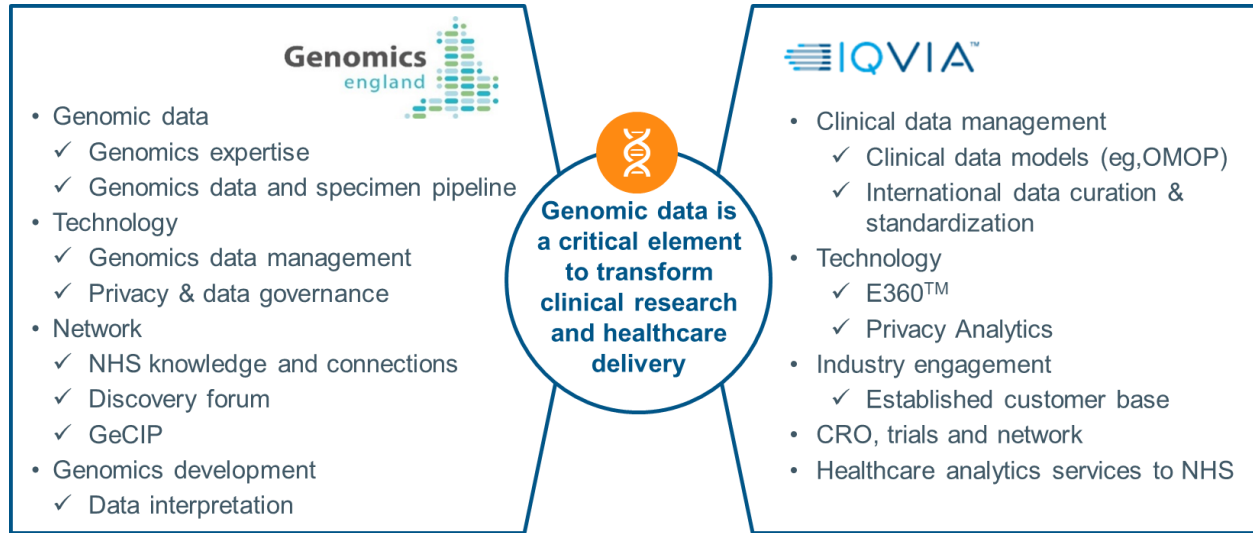 Genomics
england
• Genomic data
✓ Genomics expertise
✓ Genomics data and specimen pipeline
• Technology
✓ Genomics data management
✓ Privacy & data governance
• Network
✓ NHS knowledge and connections
✓ Discovery forum
✓ GeCIP
• Genomics development
✓ Data interpretation
Genomic data is
a critical element
to transform
clinical research
and healthcare
delivery
IQVIA™
• Clinical data management
✓ Clinical data models (eg,OMOP)
✓ International data curation &
standardization
• Technology
✓ E360™
✓ Privacy Analytics
• Industry engagement
✓ Established customer base
• CRO, trials and network
• Healthcare analytics services to NHS